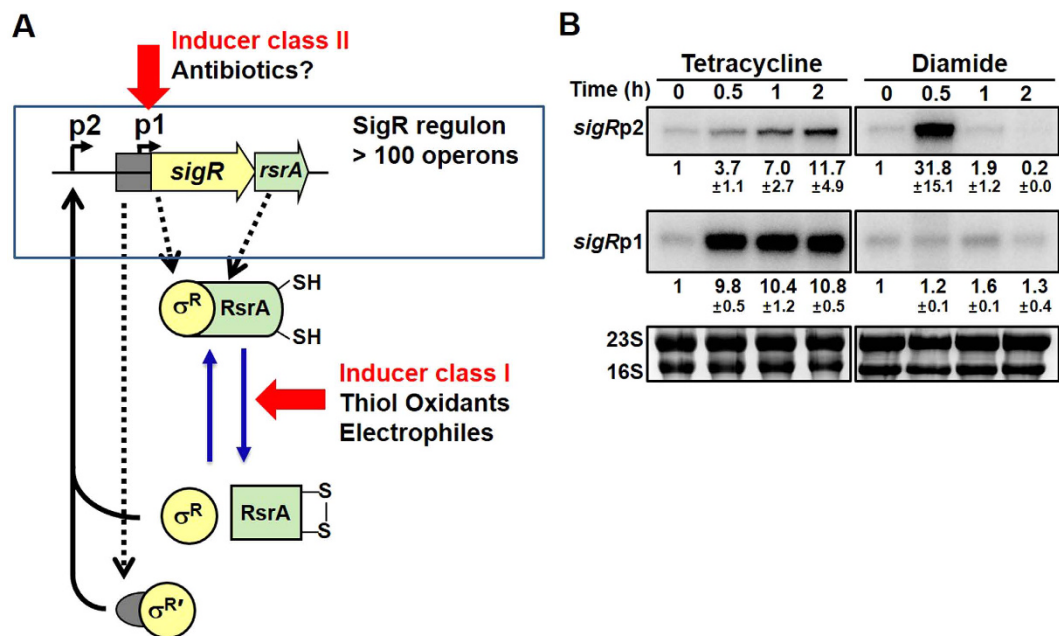 A
Inducer class II
Antibiotics?
p2
p1
SigR regulon
> 100 operons
sigR
rsrA
σR
RsrA
SH
SH
Inducer class I
Thiol Oxidants
Electrophiles
σR
RsrA
S
S
σR'
B
Tetracycline Diamide
Time (h) 0 0.5 1 2 0 0.5 1 2
sigRp2
1 3.7 7.0 11.7 1 31.8 1.9 0.2
±1.1 ±2.7 ±4.9 ±15.1 ±1.2 ±0.0
sigRp1
1 9.8 10.4 10.8 1 1.2 1.6 1.3
±0.5 ±1.2 ±0.5 ±0.1 ±0.1 ±0.4
23S
16S